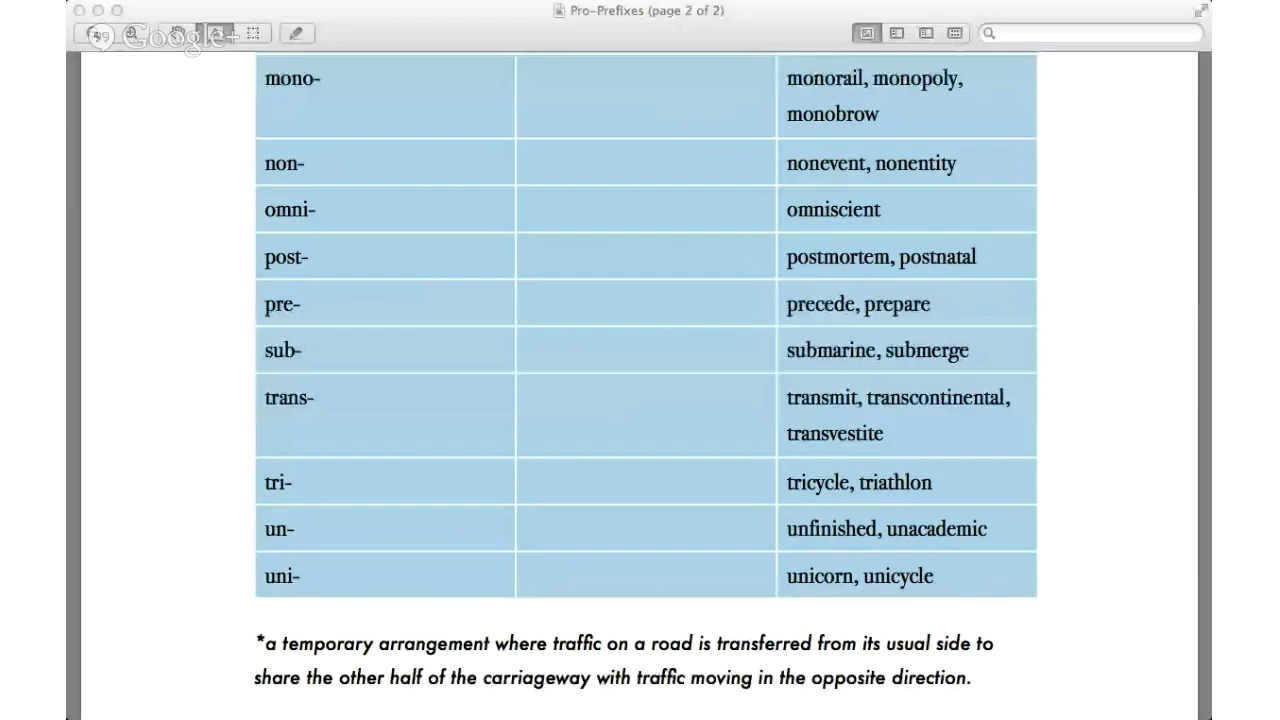 Pro-Prefixes (page 2 of 2)
Google+
mono-
monorail, monopoly,
monobrow
non-
nonevent, nonentity
omni-
omniscient
post-
postmortem, postnatal
pre-
precede, prepare
sub-
submarine, submerge
trans-
transmit, transcontinental,
transvestite
tri-
tricycle, triathlon
un-
unfinished, unacademic
uni-
unicorn, unicycle
*a temporary arrangement where traffic on a road is transferred from its usual side to
share the other half of the carriageway with traffic moving in the opposite direction.